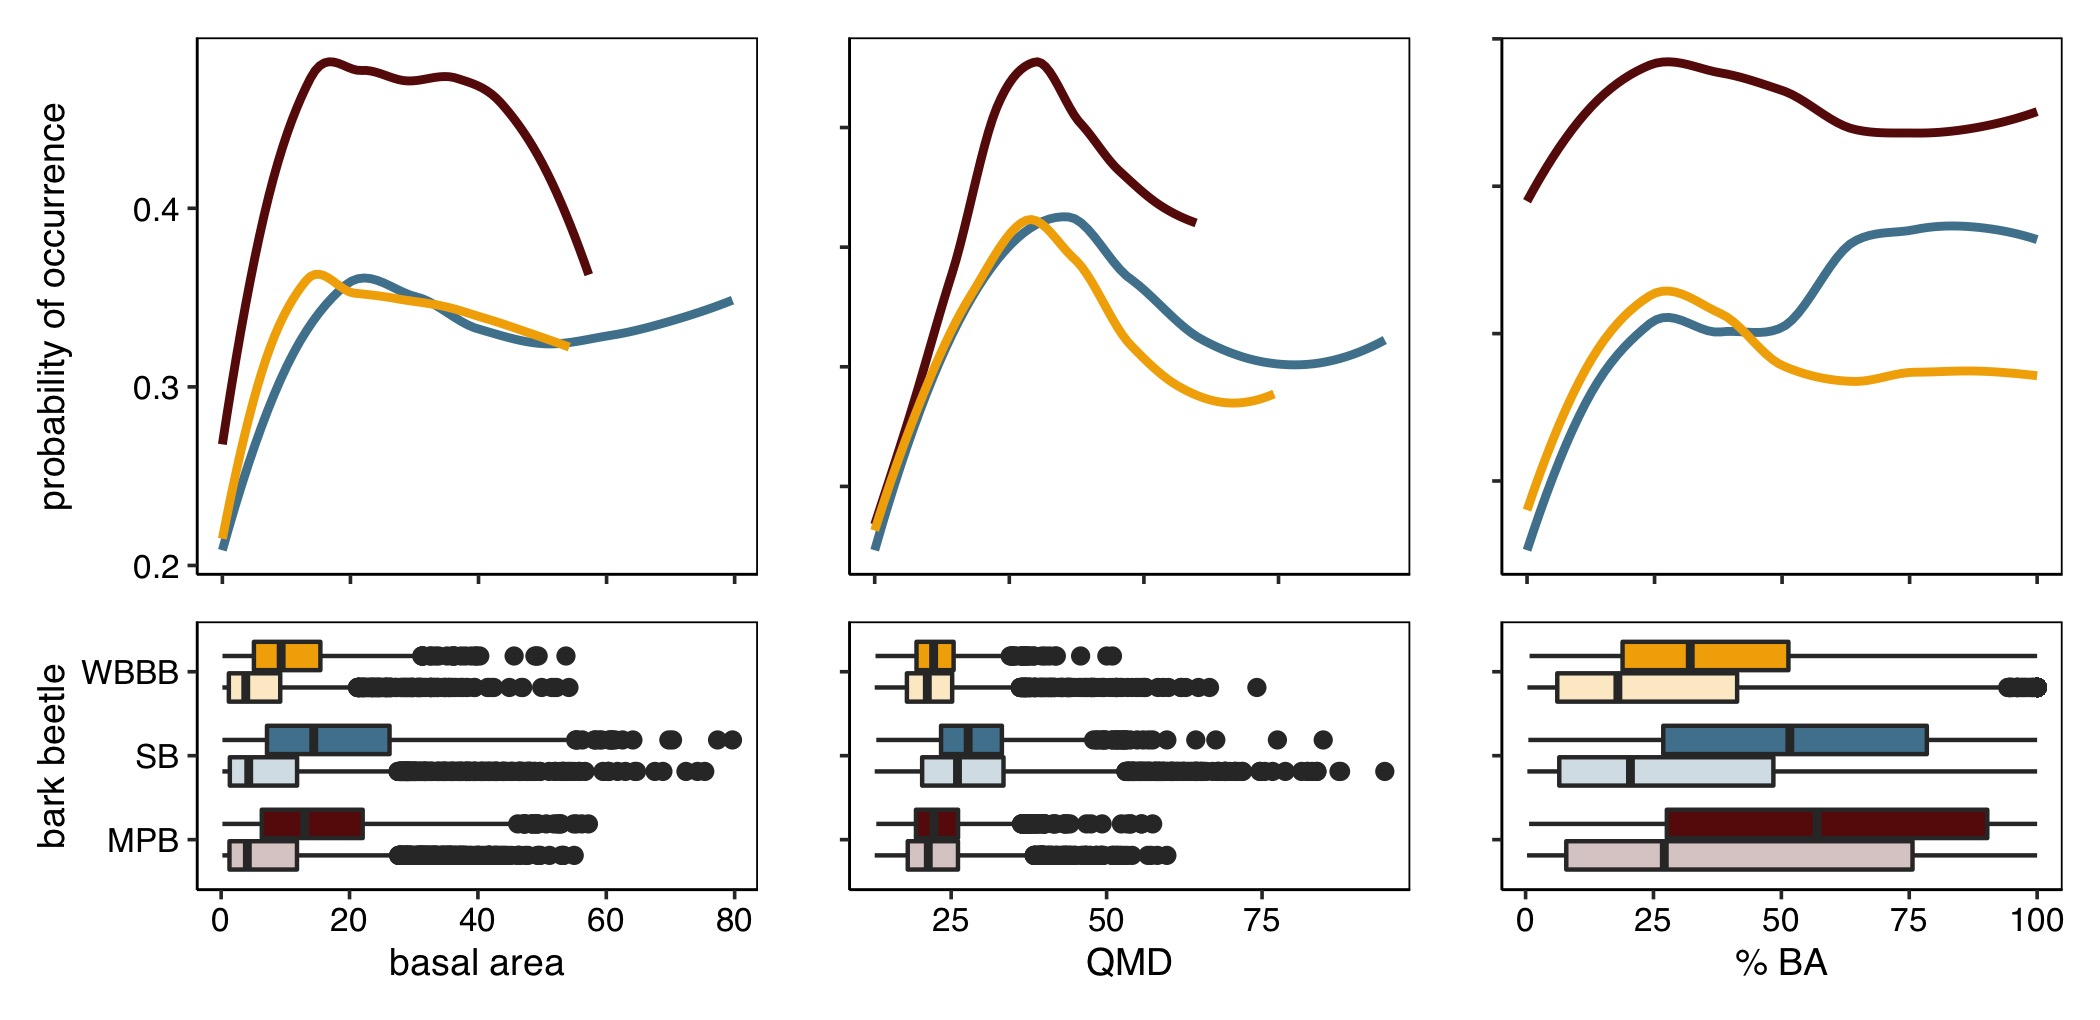 probability of occurrence
0.4
0.3
0.2
bark beetle
WBBB
SB
MPB
0 20 40 60 80
25 50 75
0 25 50 75 100
basal area
QMD
% BA